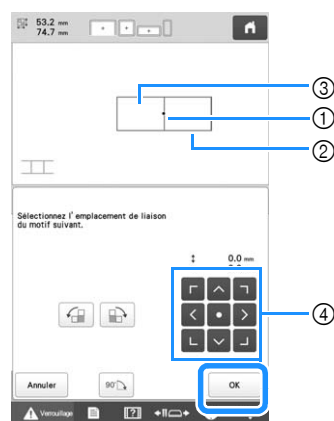 53.2 mm
74.7 mm
③
①
②
Sélectionnez l'emplacement de liaison
du motif suivant.
0.0 mm
④
Annuler
90°
OK
Verrouillage